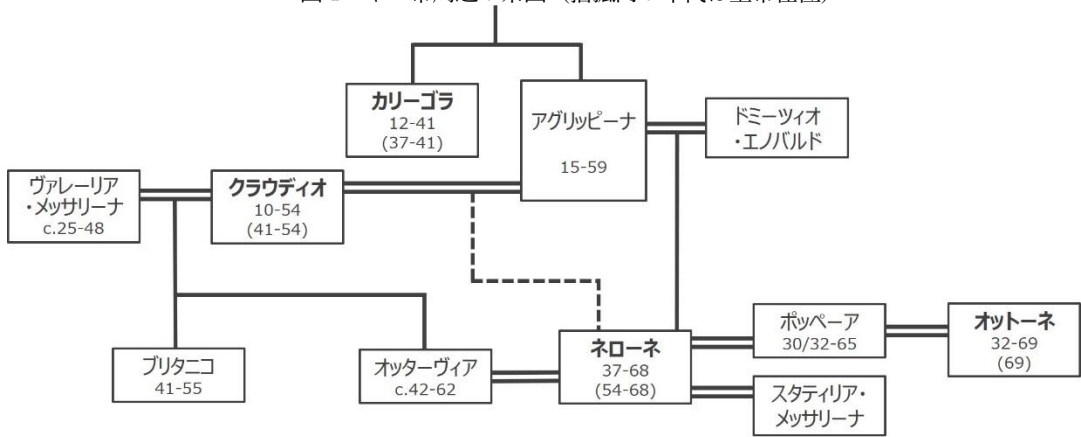 カリーゴラ
12-41
(37-41)
アグリッピーナ
15-59
ドミーツィオ
・エノバルド
ヴァレーリア
・メッサリーナ
c.25-48
クラウディオ
10-54
(41-54)
ブリタニコ
41-55
オッターヴィア
c.42-62
ネローネ
37-68
(54-68)
ポッペーア
30/32-65
オットーネ
32-69
(69)
スタティリア・
メッサリーナ